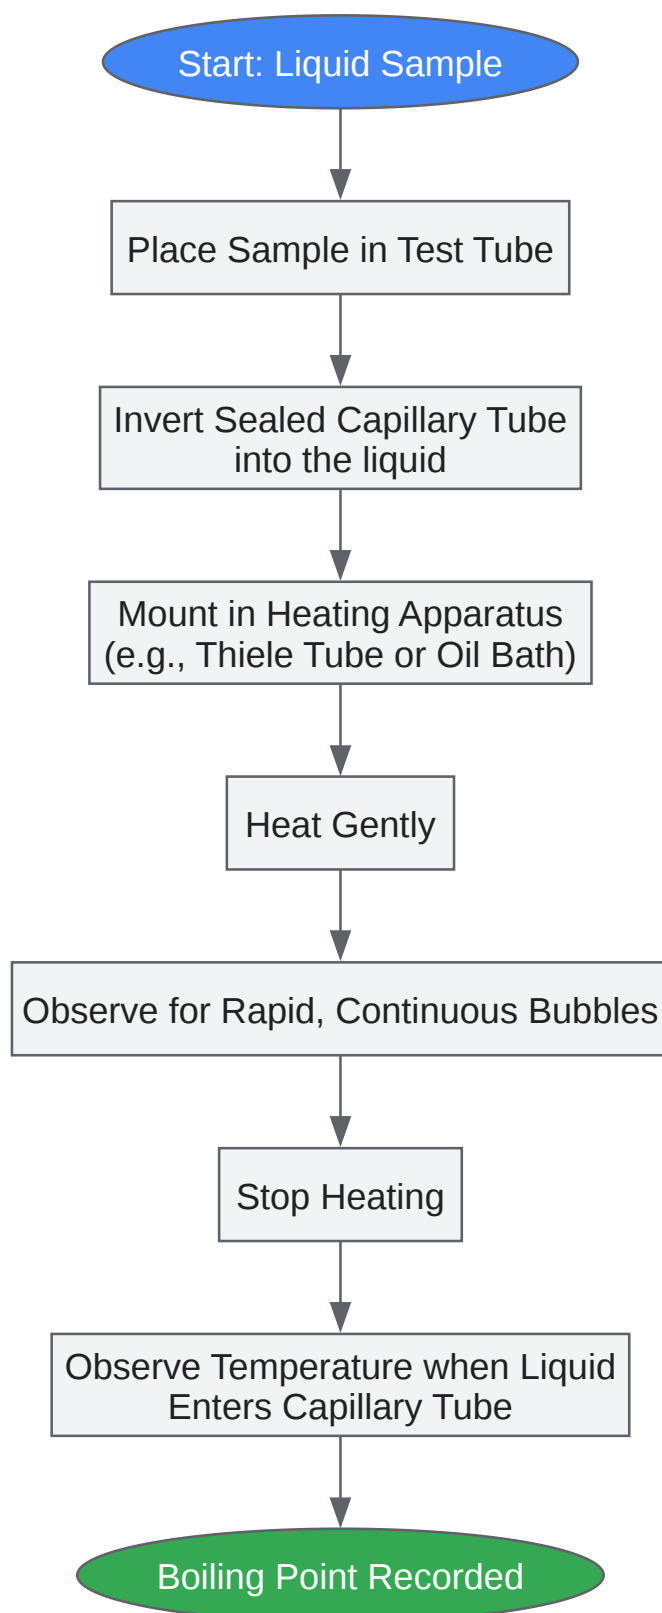 Start: Liquid Sample
Place Sample in Test Tube
Invert Sealed Capillary Tube
into the liquid
Mount in Heating Apparatus
(e.g., Thiele Tube or Oil Bath)
Heat Gently
Observe for Rapid, Continuous Bubbles
Stop Heating
Observe Temperature when Liquid
Enters Capillary Tube
Boiling Point Recorded